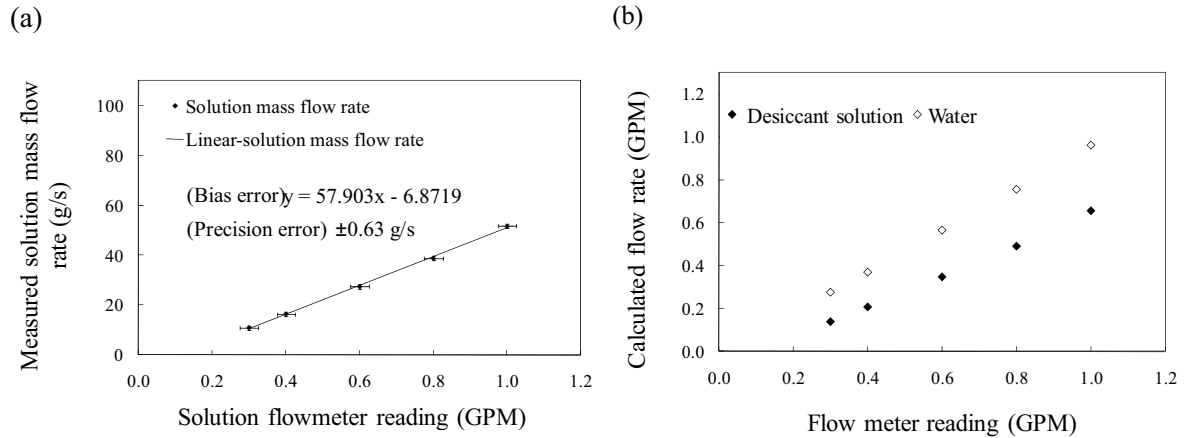 (a)
Measured solution mass flow
rate (g/s)
100
80
60
40
20
0
Solution mass flow rate
Linear-solution mass flow rate
(Bias error) y = 57.903x - 6.8719
(Precision error) ±0.63 g/s
0.0 0.2 0.4 0.6 0.8 1.0 1.2
Solution flowmeter reading (GPM)
(b)
Calculated flow rate (GPM)
1.2
1.0
0.8
0.6
0.4
0.2
0.0
Desiccant solution Water
0.0 0.2 0.4 0.6 0.8 1.0 1.2
Flow meter reading (GPM)